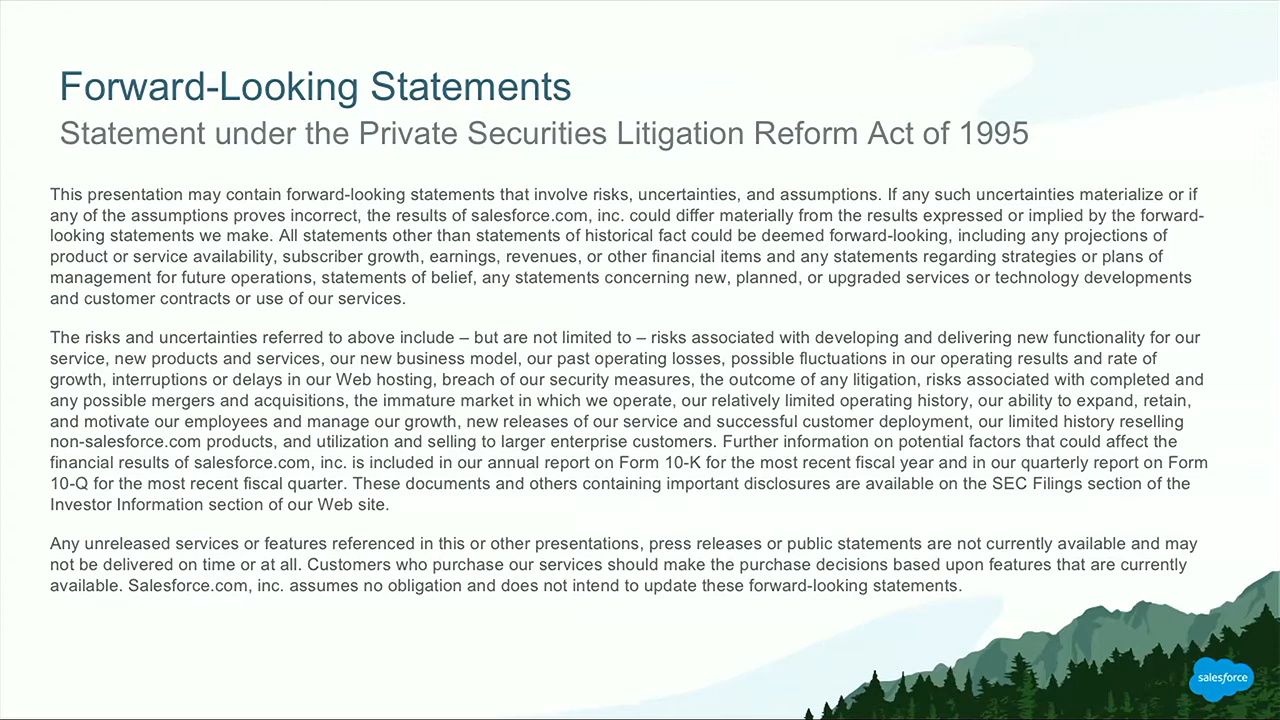 Forward-Looking Statements
Statement under the Private Securities Litigation Reform Act of 1995
This presentation may contain forward-looking statements that involve risks, uncertainties, and assumptions. If any such uncertainties materialize or if
any of the assumptions proves incorrect, the results of salesforce.com, inc. could differ materially from the results expressed or implied by the forward-
looking statements we make. All statements other than statements of historical fact could be deemed forward-looking, including any projections of
product or service availability, subscriber growth, earnings, revenues, or other financial items and any statements regarding strategies or plans of
management for future operations, statements of belief, any statements concerning new, planned, or upgraded services or technology developments
and customer contracts or use of our services.
The risks and uncertainties referred to above include – but are not limited to – risks associated with developing and delivering new functionality for our
service, new products and services, our new business model, our past operating losses, possible fluctuations in our operating results and rate of
growth, interruptions or delays in our Web hosting, breach of our security measures, the outcome of any litigation, risks associated with completed and
any possible mergers and acquisitions, the immature market in which we operate, our relatively limited operating history, our ability to expand, retain,
and motivate our employees and manage our growth, new releases of our service and successful customer deployment, our limited history reselling
non-salesforce.com products, and utilization and selling to larger enterprise customers. Further information on potential factors that could affect the
financial results of salesforce.com, inc. is included in our annual report on Form 10-K for the most recent fiscal year and in our quarterly report on Form
10-Q for the most recent fiscal quarter. These documents and others containing important disclosures are available on the SEC Filings section of the
Investor Information section of our Web site.
Any unreleased services or features referenced in this or other presentations, press releases or public statements are not currently available and may
not be delivered on time or at all. Customers who purchase our services should make the purchase decisions based upon features that are currently
available. Salesforce.com, inc. assumes no obligation and does not intend to update these forward-looking statements.
salesforce